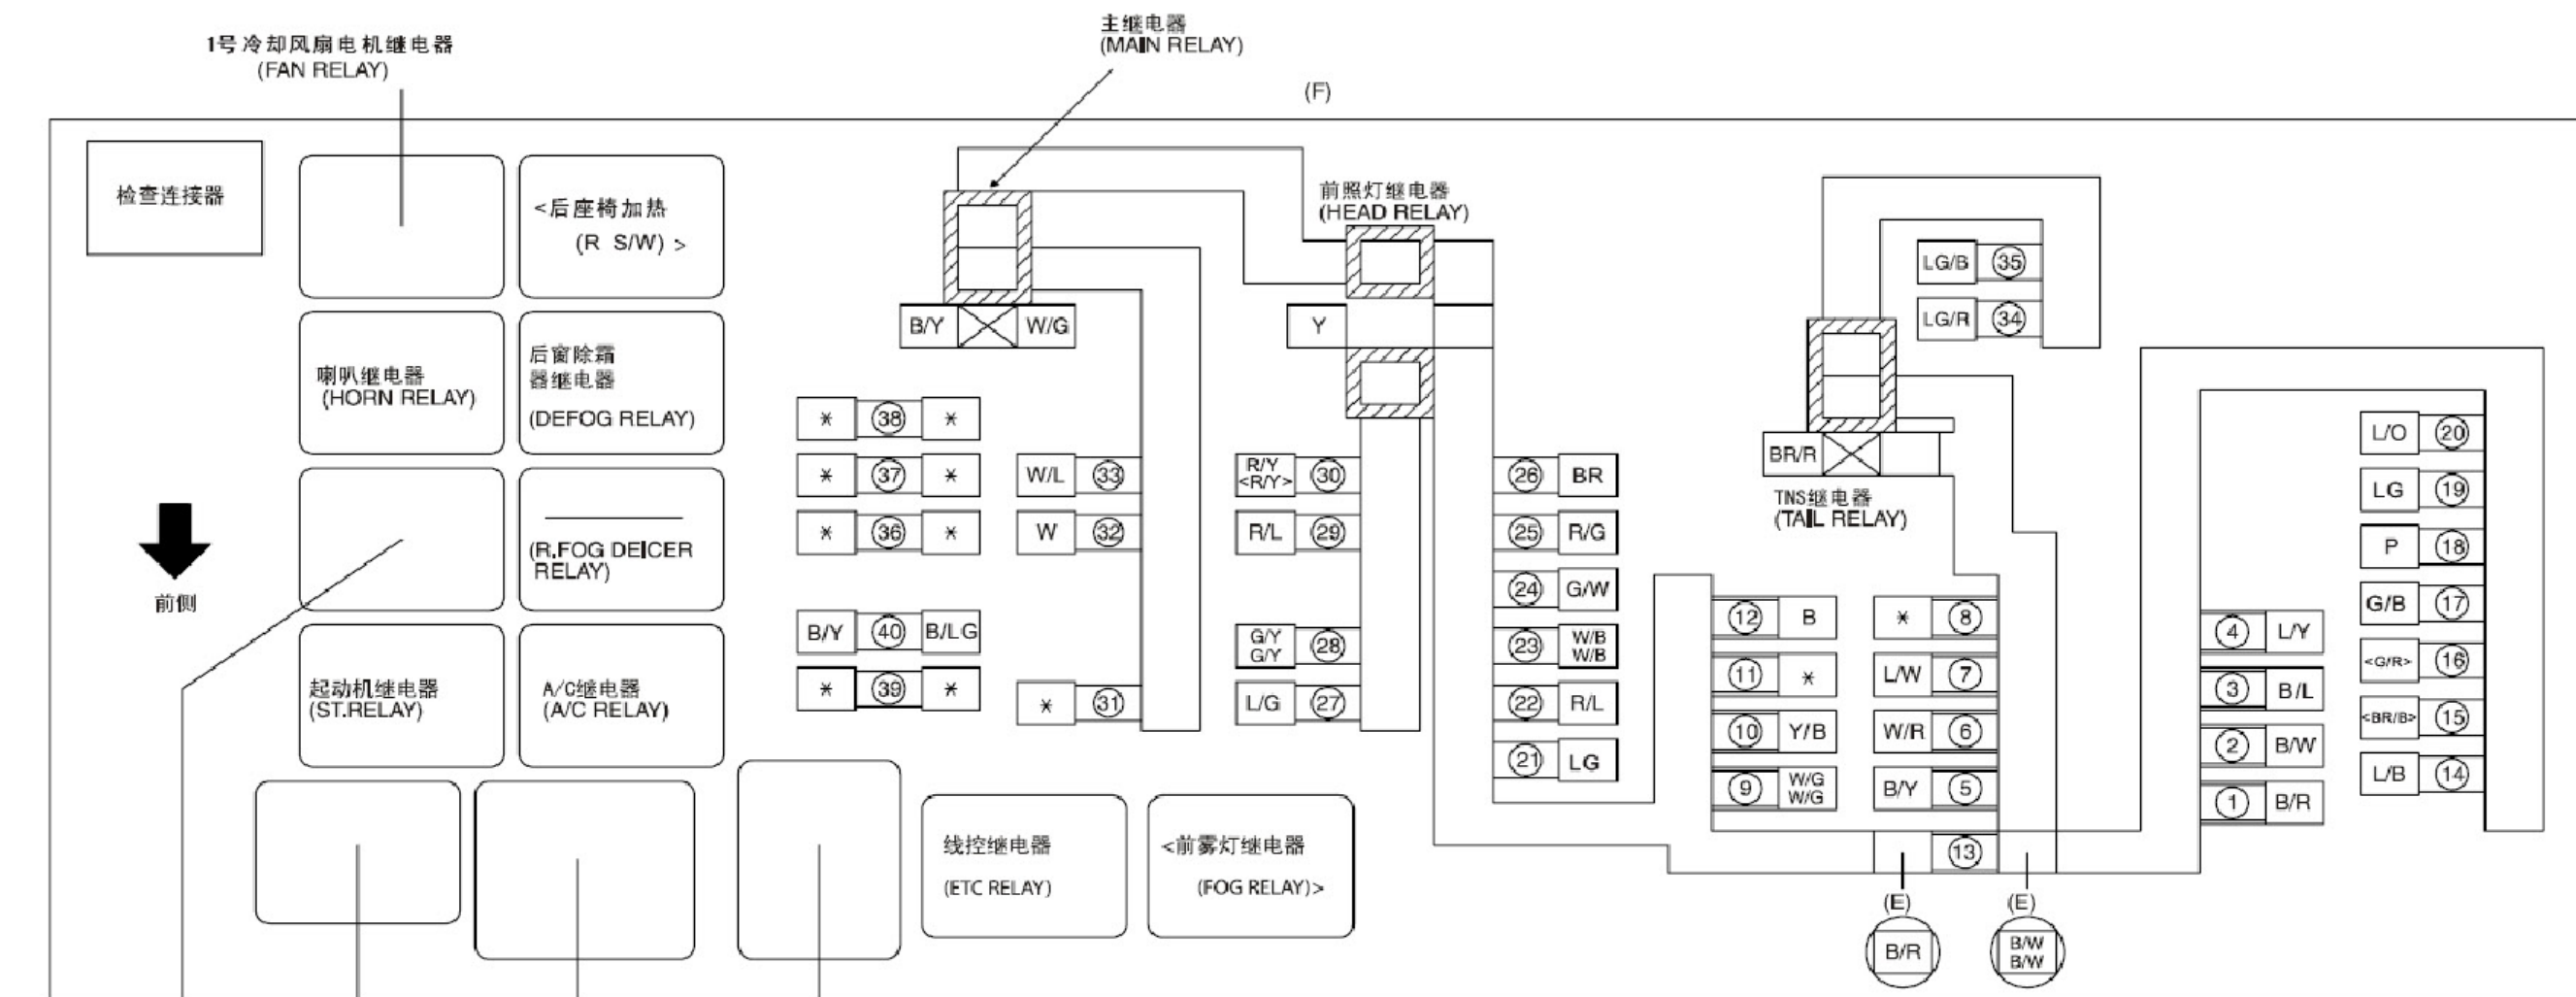 主继电器
(MAIN RELAY)
1号冷却风扇电机继电器
(FAN RELAY)
(F)
检查连接器
<后座椅加热
(R S/W) >
前照灯继电器
(HEAD RELAY)
LG/B 35
LG/R 34
B/Y W/G
Y
喇叭继电器
(HORN RELAY)
后窗除霜
器继电器
(DEFOG RELAY)
* 38 *
* 37 *
* 36 *
B/Y 40 B/LG
* 39 *
W/L 33
W 32
* 31
R/Y
<R/Y> 30
R/L 29
G/Y
G/Y 28
L/G 27
26 BR
25 R/G
24 G/W
23 W/B
W/B
22 R/L
21 LG
BR/R
TNS继电器
(TAIL RELAY)
12 B
11 *
10 Y/B
9 W/G
W/G
* 8
L/W 7
W/R 6
B/Y 5
13
4 L/Y
3 B/L
2 B/W
1 B/R
L/O 20
LG 19
P 18
G/B 17
<G/R> 16
<BR/B> 15
L/B 14
前侧
(R.FOG DEICER
RELAY)
起动机继电器
(ST.RELAY)
A/C继电器
(A/C RELAY)
线控继电器
(ETC RELAY)
<前雾灯继电器
(FOG RELAY)>
(E)
B/R
(E)
B/W
B/W